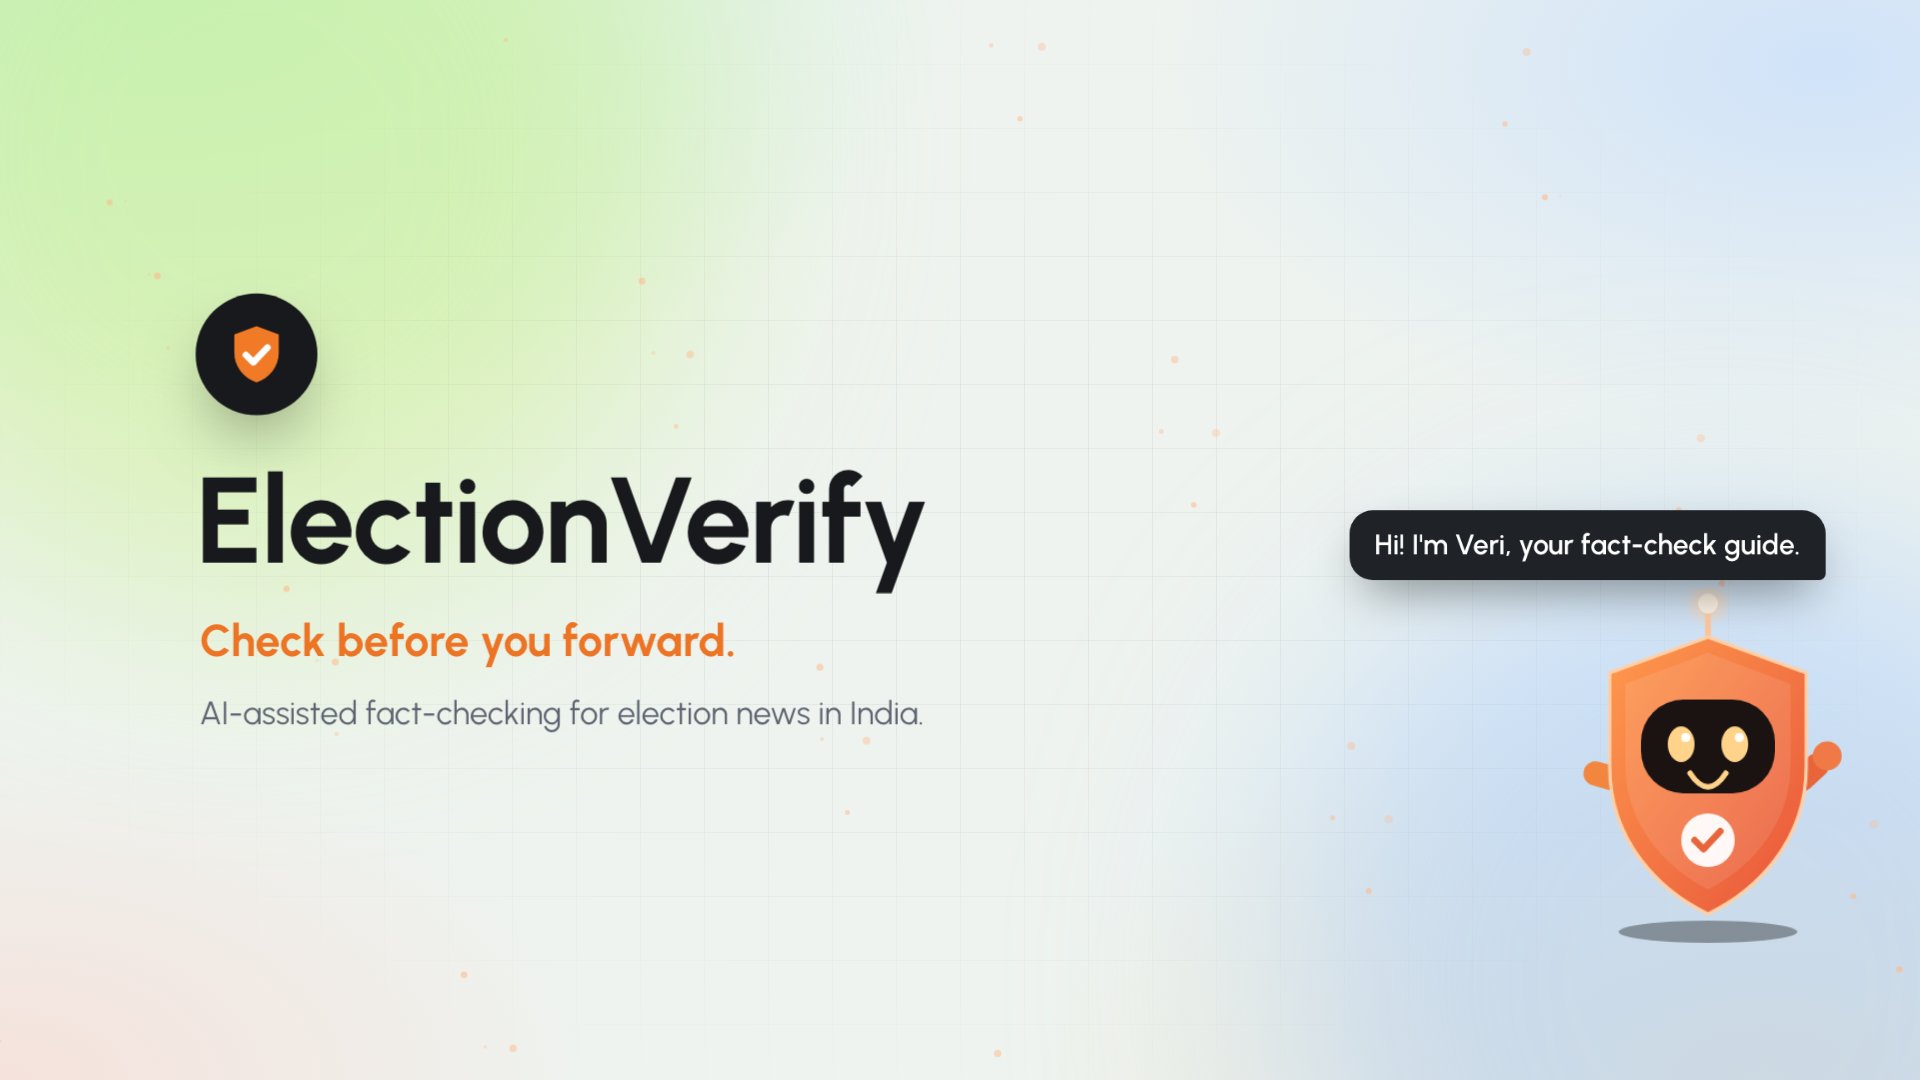 ElectionVerify
Check before you forward.
AI-assisted fact-checking for election news in India.
Hi! I'm Veri, your fact-check guide.